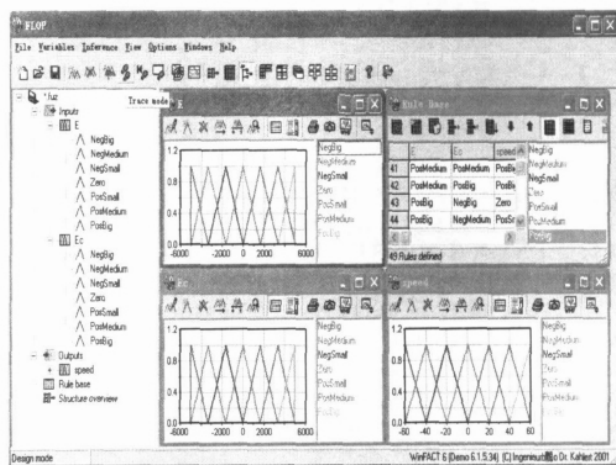 FLOP
File Variables Inference View Options Windows Help
*.fuz
Inputs
E
NegBig
NegMedium
NegSmall
Zero
PosSmall
PosMedium
PosBig
Ec
NegBig
NegMedium
NegSmall
Zero
PosSmall
PosMedium
PosBig
Outputs
speed
Rule base
Structure overview
Trace mode
E
1.2
0.8
0.4
0.0
-6000 -2000 0 2000 6000
NegBig
NegMedium
NegSmall
Zero
PosSmall
PosMedium
PosBig
Rule Base
E Ec speed
41 PosMedium PosMedium PosBig
42 PosMedium PosBig PosBig
43 PosBig NegBig Zero
44 PosBig NegMedium PosSm
NegBig
NegMedium
NegSmall
Zero
PosSmall
PosMedium
PosBig
49 Rules defined
Ec
1.2
0.8
0.4
0.0
-6000 -2000 0 2000 6000
NegBig
NegMedium
NegSmall
Zero
PosSmall
PosMedium
PosBig
speed
1.2
0.8
0.4
0
-60 -40 -20 0 20 40 60
NegBig
NegMedium
NegSmall
Zero
PosSmall
PosMedium
PosBig
Design mode
WinFACT 6 (Demo 6.1.5.34) (C) Dr. Kahlert 2001